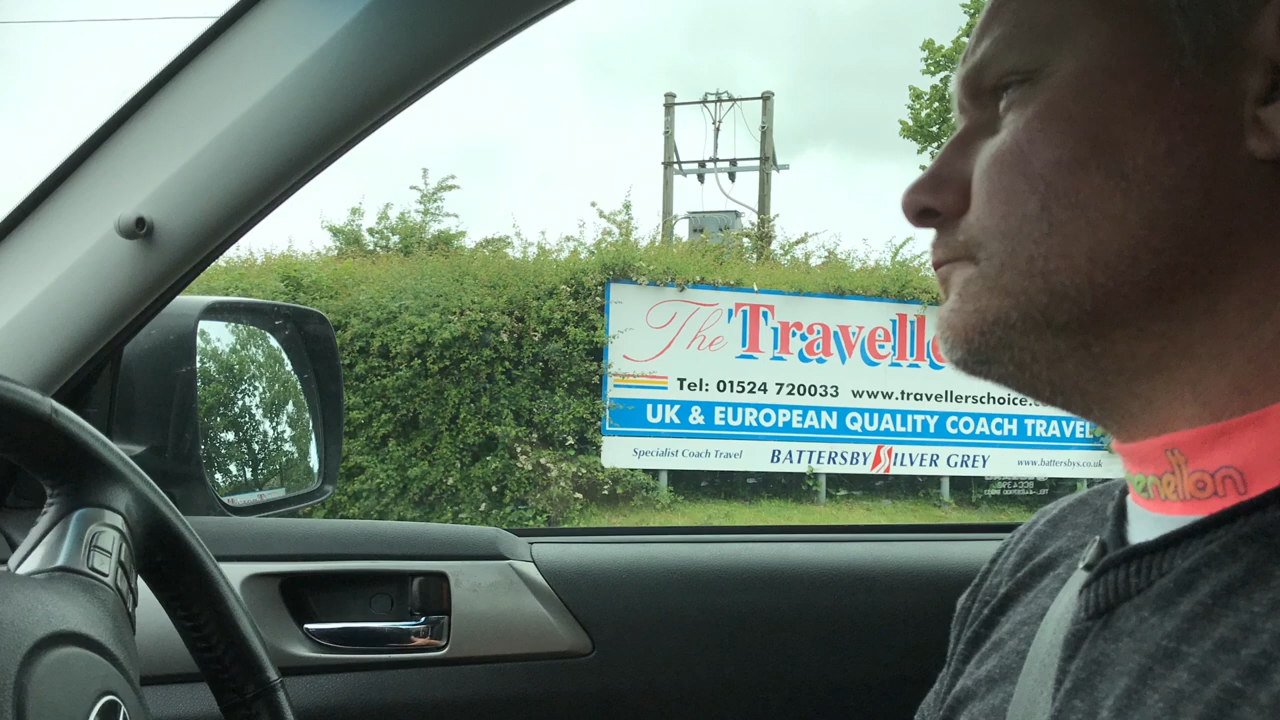 The Travelle
Tel: 01524 720033 www.travellerschoice.c
UK & EUROPEAN QUALITY COACH TRAVEL
Specialist Coach Travel BATTERSBY SILVER GREY www.battersbys.co.uk
enetton